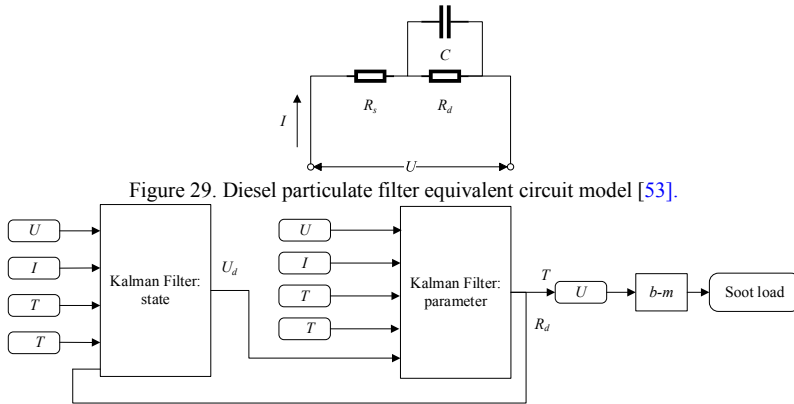 C
R_s
R_d
I
U
Figure 29. Diesel particulate filter equivalent circuit model [53].
U
I
T
T
Kalman Filter:
state
U_d
U
I
T
T
Kalman Filter:
parameter
T
R_d
U
b-m
Soot load